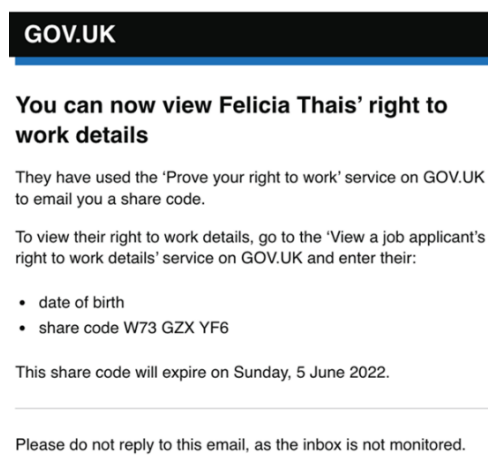 GOV.UK
You can now view Felicia Thais’ right to
work details
They have used the ‘Prove your right to work’ service on GOV.UK
to email you a share code.
To view their right to work details, go to the ‘View a job applicant’s
right to work details’ service on GOV.UK and enter their:
• date of birth
• share code W73 GZX YF6
This share code will expire on Sunday, 5 June 2022.
Please do not reply to this email, as the inbox is not monitored.